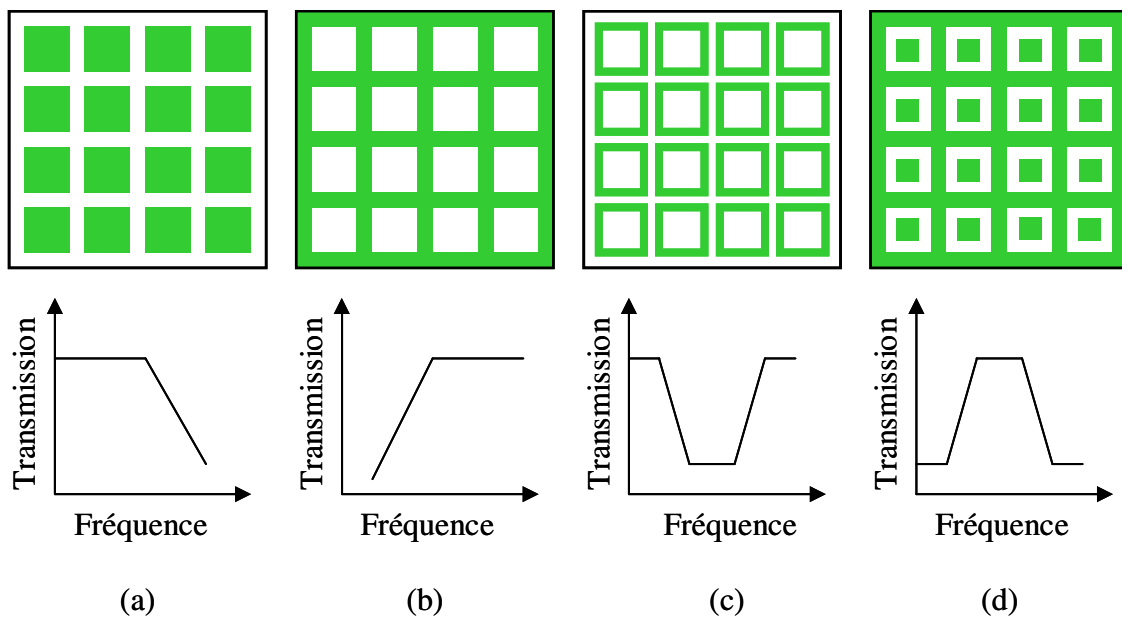 Transmission
Fréquence
(a)
Transmission
Fréquence
(b)
Transmission
Fréquence
(c)
Transmission
Fréquence
(d)